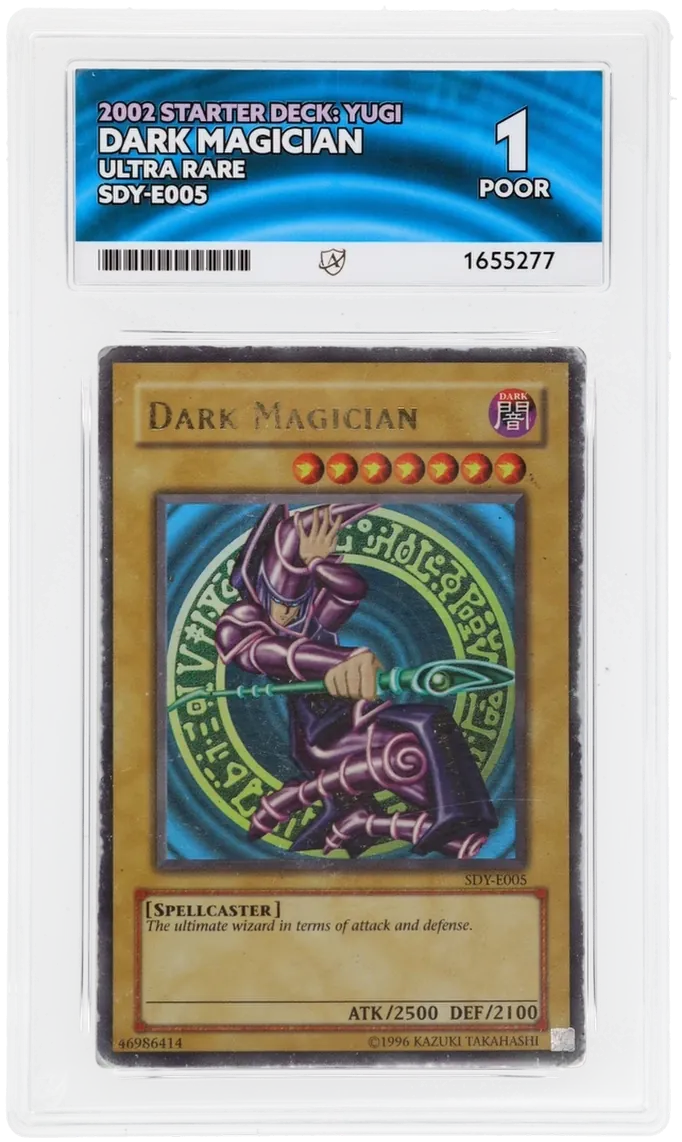 2002 STARTER DECK: YUGI
DARK MAGICIAN
ULTRA RARE
SDY-E005
1
POOR
1655277
DARK MAGICIAN
DARK
闇
SDY-E005
[SPELLCASTER]
The ultimate wizard in terms of attack and defense.
ATK/2500 DEF/2100
46986414
©1996 KAZUKI TAKAHASHI